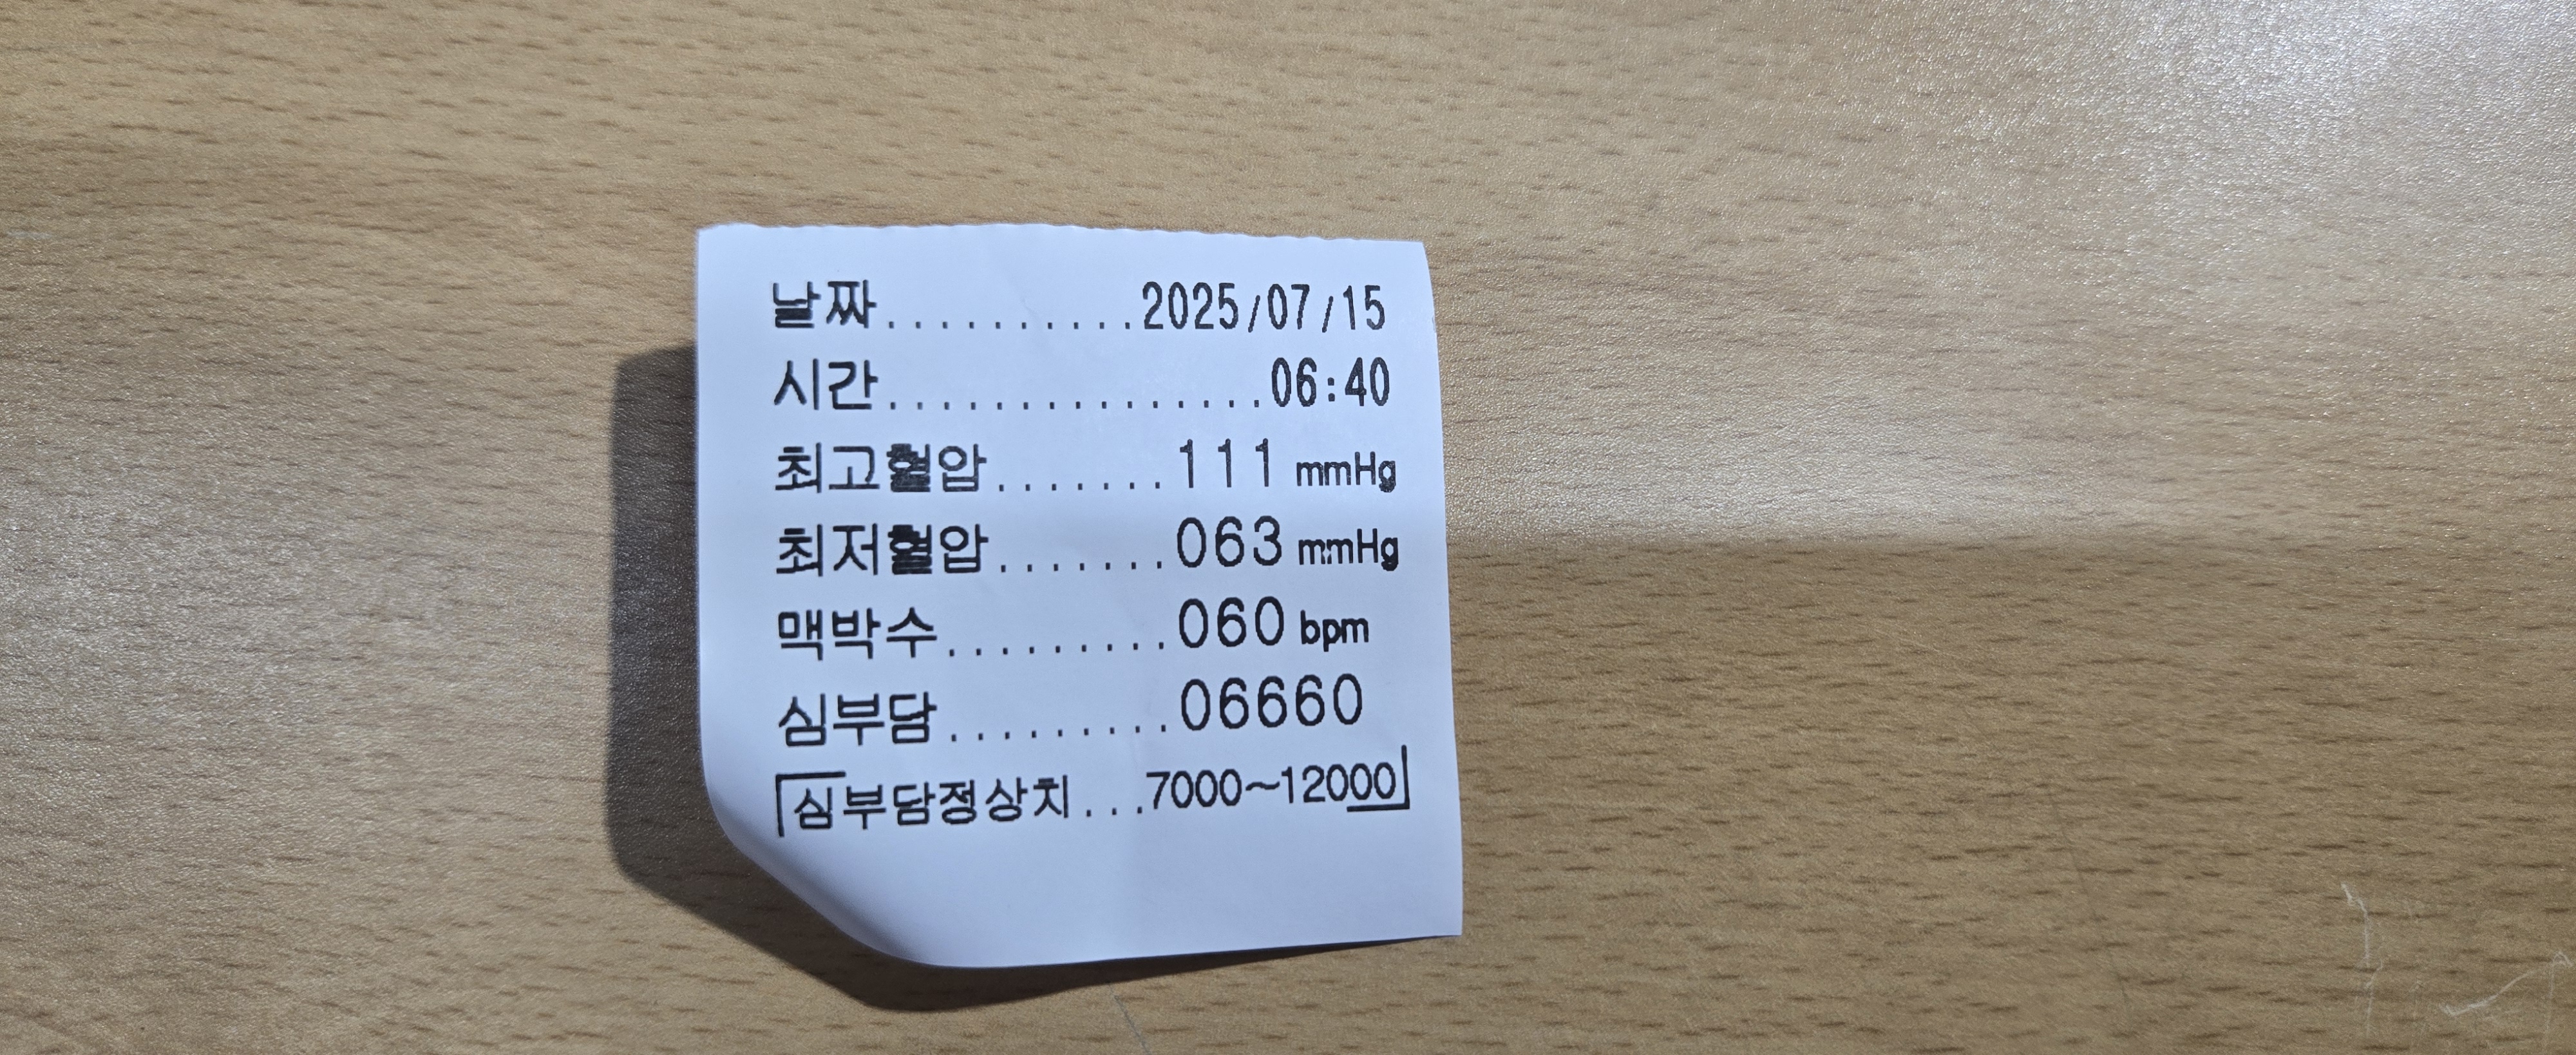 날짜..........2025/07/15
시간...............06:40
최고혈압.......111 mmHg
최저혈압.......063 mmHg
맥박수.........060 bpm
심부담.........06660
「심부담정상치...7000~12000」